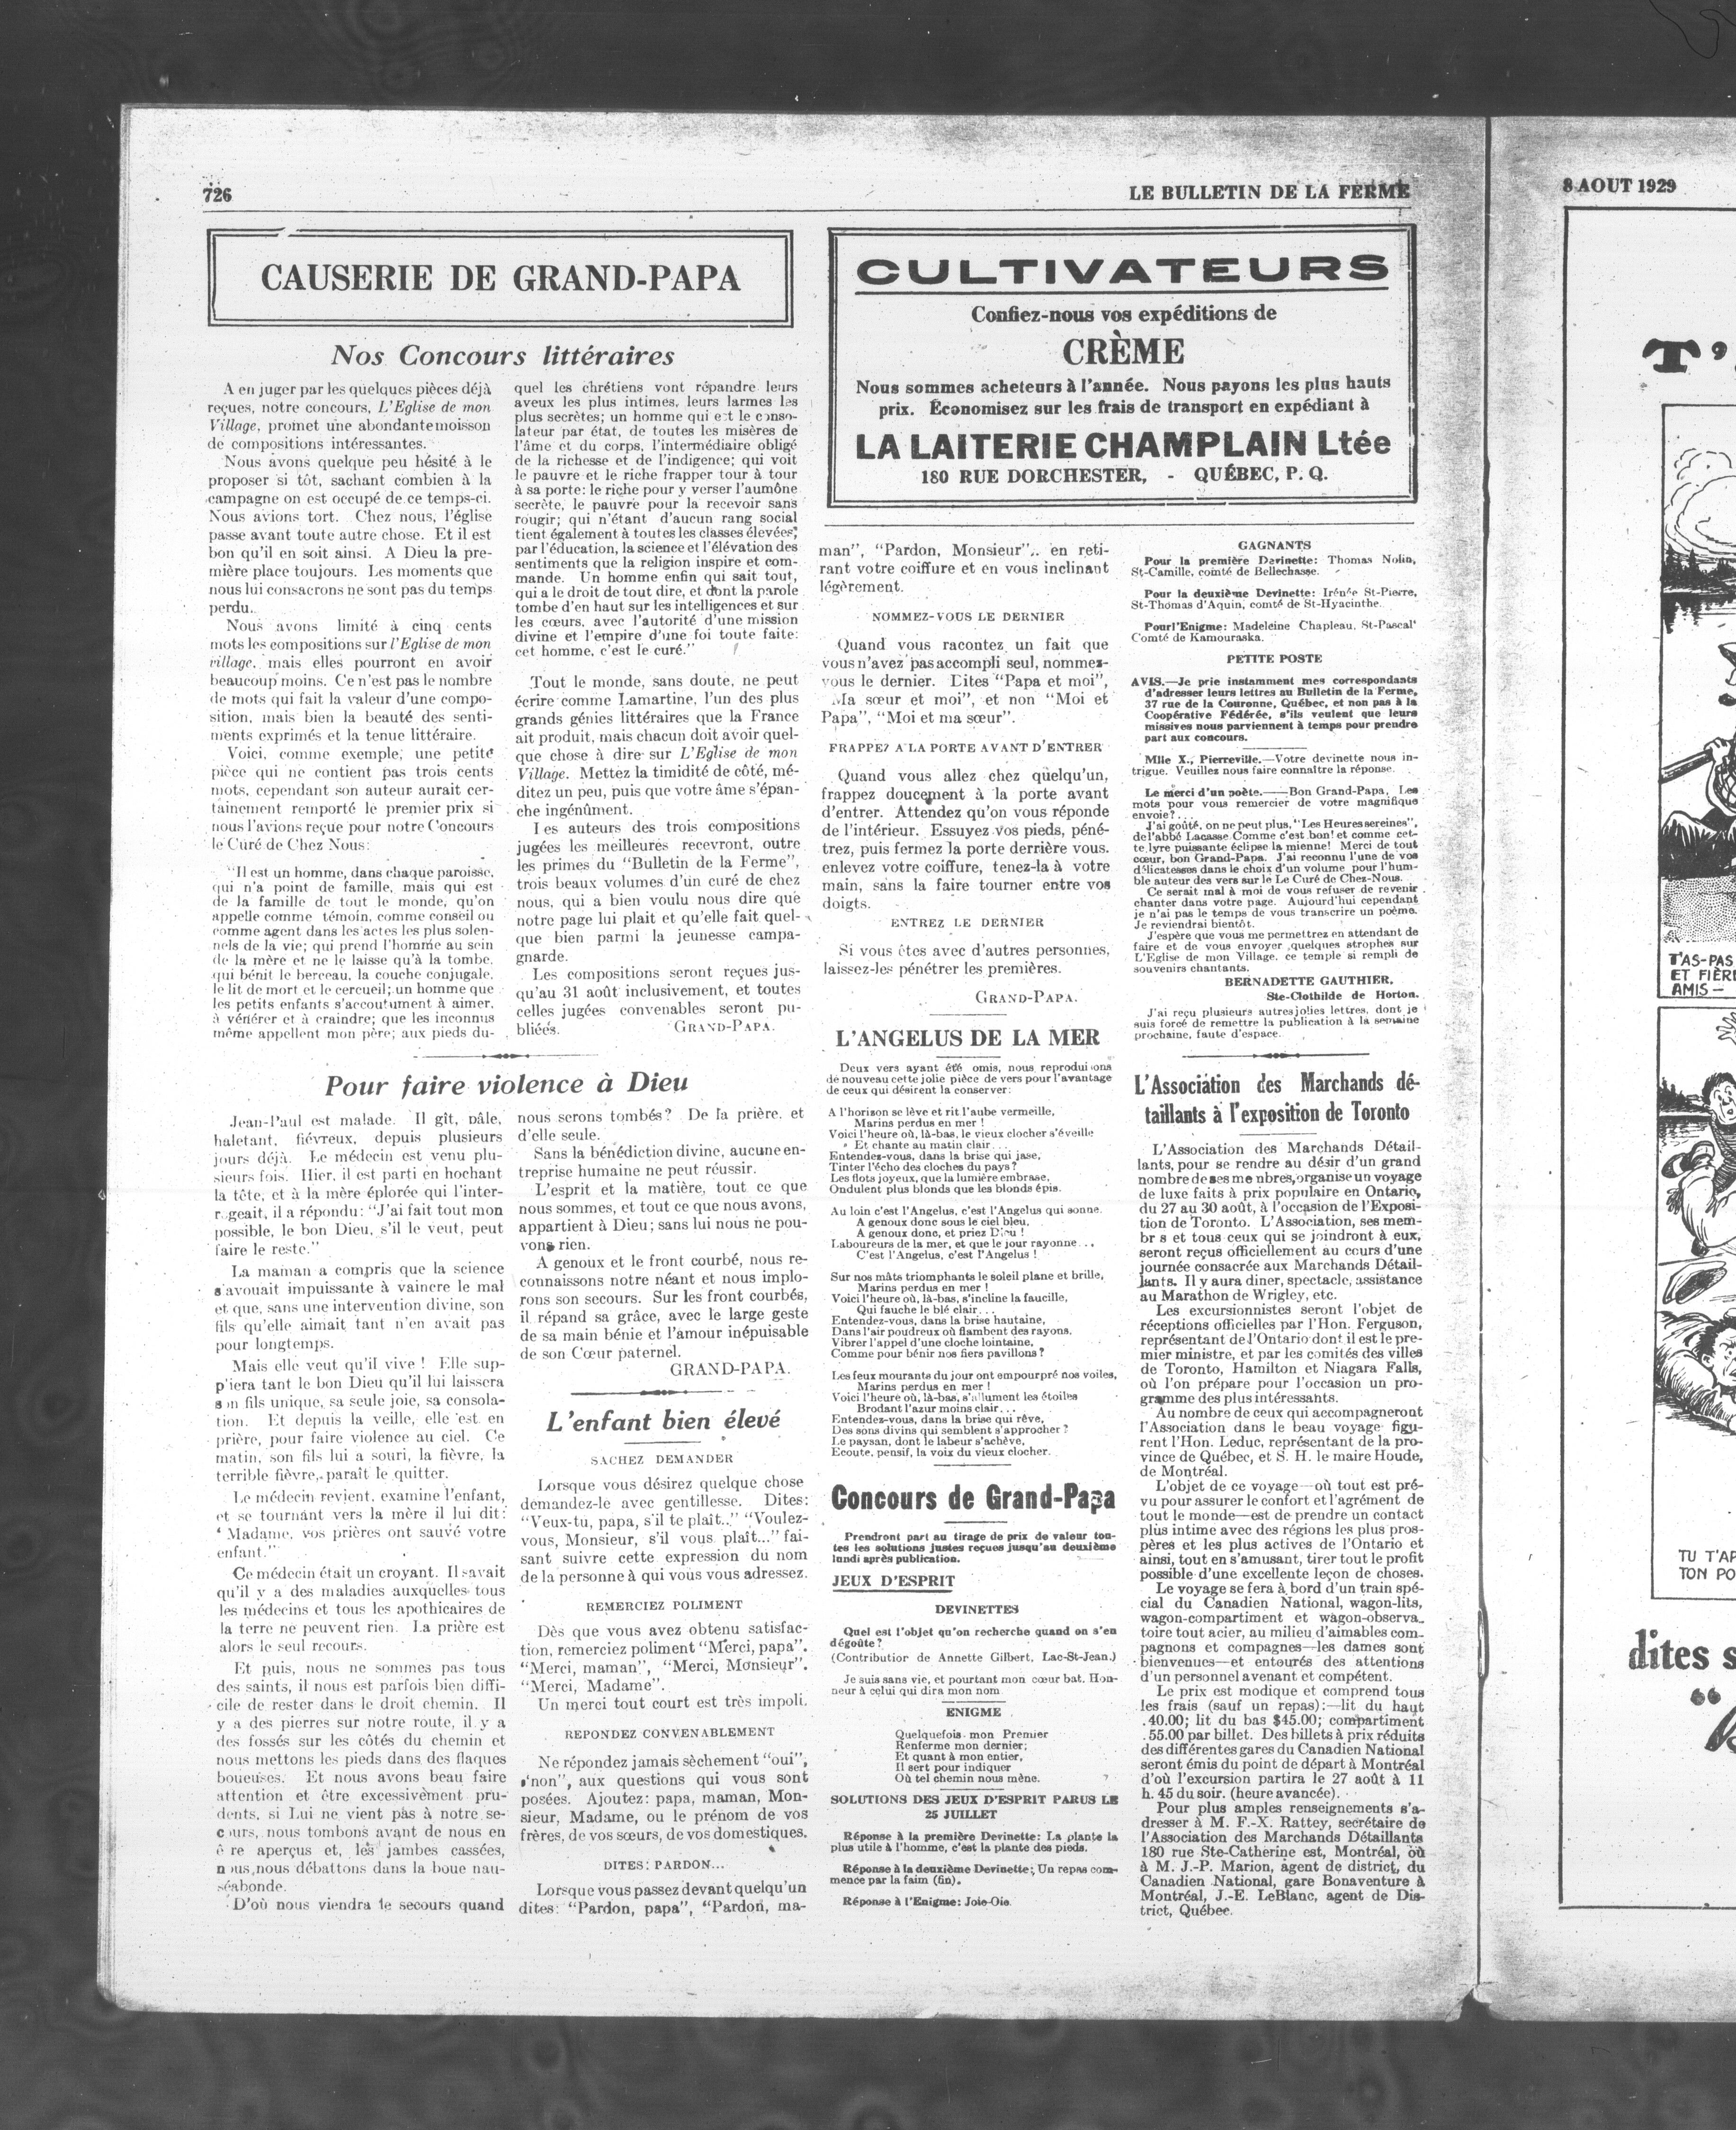 726
LE BULLETIN DE LA FERME
CAUSERIE DE GRAND-PAPA
Nos Concours littéraires
A en juger par les quelques pièces déjà
reçues, notre concours, L'Eglise de mon
Village, promet une abondante moisson
de compositions intéressantes.
Nous avons quelque peu hésité à le
proposer si tôt, sachant combien à la
campagne on est occupé de ce temps-ci.
Nous avions tort. Chez nous, l'église
passe avant toute autre chose. Et il est
bon qu'il en soit ainsi. A Dieu la pre-
mière place toujours. Les moments que
nous lui consacrons ne sont pas du temps
perdu.
Nous avons limité à cinq cents
mots les compositions sur l'Eglise de mon
village, mais elles pourront en avoir
beaucoup moins. Ce n'est pas le nombre
de mots qui fait la valeur d'une compo-
sition, mais bien la beauté des senti-
ments exprimés et la tenue littéraire.
Voici, comme exemple, une petite
pièce qui ne contient pas trois cents
mots, cependant son auteur aurait cer-
tainement remporté le premier prix si
nous l'avions reçue pour notre Concours
le Curé de Chez Nous:
"Il est un homme, dans chaque paroisse,
qui n'a point de famille, mais qui est
de la famille de tout le monde, qu'on
appelle comme témoin, comme conseil ou
comme agent dans les actes les plus solen-
nels de la vie; qui prend l'homme au sein
de la mère et ne le laisse qu'à la tombe,
qui bénit le berceau, la couche conjugale,
le lit de mort et le cercueil; un homme que
les petits enfants s'accoutument à aimer,
à vénérer et à craindre; que les inconnus
même appellent mon père; aux pieds du-
quel les chrétiens vont répandre leurs
aveux les plus intimes, leurs larmes les
plus secrètes; un homme qui est le conso-
lateur par état, de toutes les misères de
l'âme et du corps, l'intermédiaire obligé
de la richesse et de l'indigence; qui voit
le pauvre et le riche frapper tour à tour
à sa porte: le riche pour y verser l'aumône
secrète, le pauvre pour la recevoir sans
rougir; qui n'étant d'aucun rang social
tient également à toutes les classes élevées;
par l'éducation, la science et l'élévation des
sentiments que la religion inspire et com-
mande. Un homme enfin qui sait tout,
qui a le droit de tout dire, et dont la parole
tombe d'en haut sur les intelligences et sur
les cœurs, avec l'autorité d'une mission
divine et l'empire d'une foi toute faite:
cet homme, c'est le curé."
Tout le monde, sans doute, ne peut
écrire comme Lamartine, l'un des plus
grands génies littéraires que la France
ait produit, mais chacun doit avoir quel-
que chose à dire sur L'Eglise de mon
Village. Mettez la timidité de côté, mé-
ditez un peu, puis que votre âme s'épan-
che ingénûment.
Les auteurs des trois compositions
jugées les meilleures recevront, outre
les primes du "Bulletin de la Ferme",
trois beaux volumes d'un curé de chez
nous, qui a bien voulu nous dire que
notre page lui plait et qu'elle fait quel-
que bien parmi la jeunesse campa-
gnarde.
Les compositions seront reçues jus-
qu'au 31 août inclusivement, et toutes
celles jugées convenables seront pu-
bliées. GRAND-PAPA.
Pour faire violence à Dieu
Jean-Paul est malade. Il gît, pâle,
haletant, fiévreux, depuis plusieurs
jours déjà. Le médecin est venu plu-
sieurs fois. Hier, il est parti en hochant
la tête, et à la mère éplorée qui l'inter-
rogeait, il a répondu: "J'ai fait tout mon
possible, le bon Dieu, s'il le veut, peut
faire le reste."
La maman a compris que la science
s'avouait impuissante à vaincre le mal
et que, sans une intervention divine, son
fils qu'elle aimait tant n'en avait pas
pour longtemps.
Mais elle veut qu'il vive ! Elle sup-
p'iera tant le bon Dieu qu'il lui laissera
son fils unique, sa seule joie, sa consola-
tion. Et depuis la veille, elle est en
prière, pour faire violence au ciel. Ce
matin, son fils lui a souri, la fièvre, la
terrible fièvre, paraît le quitter.
Le médecin revient, examine l'enfant,
et se tournant vers la mère il lui dit:
"Madame, vos prières ont sauvé votre
enfant."
Ce médecin était un croyant. Il savait
qu'il y a des maladies auxquelles tous
les médecins et tous les apothicaires de
la terre ne peuvent rien. La prière est
alors le seul recours.
Et puis, nous ne sommes pas tous
des saints, il nous est parfois bien diffi-
cile de rester dans le droit chemin. Il
y a des pierres sur notre route, il y a
des fossés sur les côtés du chemin et
nous mettons les pieds dans des flaques
boueuses. Et nous avons beau faire
attention et être excessivement pru-
dents, si Lui ne vient pas à notre se-
cours, nous tombons avant de nous en
être aperçus et, les jambes cassées,
nous nous débattons dans la boue nau-
séabonde.
D'où nous viendra le secours quand
nous serons tombés? De la prière, et
d'elle seule.
Sans la bénédiction divine, aucune en-
treprise humaine ne peut réussir.
L'esprit et la matière, tout ce que
nous sommes, et tout ce que nous avons,
appartient à Dieu; sans lui nous ne pou-
vons rien.
A genoux et le front courbé, nous re-
connaissons notre néant et nous implo-
rons son secours. Sur les front courbés,
il répand sa grâce, avec le large geste
de sa main bénie et l'amour inépuisable
de son Cœur paternel.
GRAND-PAPA.
L'enfant bien élevé
SACHEZ DEMANDER
Lorsque vous désirez quelque chose
demandez-le avec gentillesse. Dites:
"Veux-tu, papa, s'il te plaît.." "Voulez-
vous, Monsieur, s'il vous plaît..." fai-
sant suivre cette expression du nom
de la personne à qui vous vous adressez.
REMERCIEZ POLIMENT
Dès que vous avez obtenu satisfac-
tion, remerciez poliment "Merci, papa".
"Merci, maman", "Merci, Monsieur".
"Merci, Madame".
Un merci tout court est très impoli.
REPONDEZ CONVENABLEMENT
Ne répondez jamais sèchement "oui",
"non", aux questions qui vous sont
posées. Ajoutez: papa, maman, Mon-
sieur, Madame, ou le prénom de vos
frères, de vos sœurs, de vos domestiques.
DITES: PARDON...
Lorsque vous passez devant quelqu'un
dites: "Pardon, papa", "Pardon, ma-
CULTIVATEURS
Confiez-nous vos expéditions de
CRÈME
Nous sommes acheteurs à l'année. Nous payons les plus hauts
prix. Économisez sur les frais de transport en expédiant à
LA LAITERIE CHAMPLAIN Ltée
180 RUE DORCHESTER, - QUÉBEC, P. Q.
man", "Pardon, Monsieur".. en reti-
rant votre coiffure et en vous inclinant
légèrement.
NOMMEZ-VOUS LE DERNIER
Quand vous racontez un fait que
vous n'avez pas accompli seul, nommez-
vous le dernier. Dites "Papa et moi",
Ma sœur et moi", et non "Moi et
Papa", "Moi et ma sœur".
FRAPPEZ A LA PORTE AVANT D'ENTRER
Quand vous allez chez quelqu'un,
frappez doucement à la porte avant
d'entrer. Attendez qu'on vous réponde
de l'intérieur. Essuyez vos pieds, péné-
trez, puis fermez la porte derrière vous.
enlevez votre coiffure, tenez-la à votre
main, sans la faire tourner entre vos
doigts.
ENTREZ LE DERNIER
Si vous êtes avec d'autres personnes,
laissez-les pénétrer les premières.
GRAND-PAPA.
L'ANGELUS DE LA MER
Deux vers ayant été omis, nous reproduisons
de nouveau cette jolie pièce de vers pour l'avantage
de ceux qui désirent la conserver:
A l'horison se lève et rit l'aube vermeille,
Marins perdus en mer !
Voici l'heure où, là-bas, le vieux clocher s'éveille
Et chante au matin clair...
Entendez-vous, dans la brise qui jase,
Tinter l'écho des cloches du pays?
Les flots joyeux, que la lumière embrase,
Ondulent plus blonds que les blonds épis.
Au loin c'est l'Angelus, c'est l'Angelus qui sonne.
A genoux donc sous le ciel bleu,
A genoux donc, et priez Dieu !
Laboureurs de la mer, et que le jour rayonne...
C'est l'Angelus, c'est l'Angelus !
Sur nos mâts triomphants le soleil plane et brille,
Marins perdus en mer !
Voici l'heure où, là-bas, s'incline la faucille,
Qui fauche le blé clair...
Entendez-vous, dans la brise hautaine,
Dans l'air poudreux où flambent des rayons,
Vibrer l'appel d'une cloche lointaine,
Comme pour bénir nos fiers pavillons?
Les feux mourants du jour ont empourpré nos voiles,
Marins perdus en mer !
Voici l'heure où, là-bas, s'allument les étoiles
Brodant l'azur moins clair...
Entendez-vous, dans la brise qui rêve,
Des sons divins qui semblent s'approcher ?
Le paysan, dont le labeur s'achève,
Ecoute, pensif, la voix du vieux clocher.
Concours de Grand-Papa
Prendront part au tirage de prix de valeur tou-
tes les solutions justes reçues jusqu'au deuxième
lundi après publication.
JEUX D'ESPRIT
DEVINETTES
Quel est l'objet qu'on recherche quand on s'en
dégoûte?
(Contributior de Annette Gilbert, Lac-St-Jean.)
Je suis sans vie, et pourtant mon cœur bat. Hon-
neur à celui qui dira mon nom
ENIGME
Quelquefois mon Premier
Renferme mon dernier;
Et quant à mon entier,
Il sert pour indiquer
Où tel chemin nous mène. ?
SOLUTIONS DES JEUX D'ESPRIT PARUS LE
25 JUILLET
Réponse à la première Devinette: La plante la
plus utile à l'homme, c'est la plante des pieds.
Réponse à la deuxième Devinette; Un repas com-
mence par la faim (fin).
Réponse à l'Enigme: Joie-Oie.
GAGNANTS
Pour la première Devinette: Thomas Nolin,
St-Camille, comté de Bellechasse.
Pour la deuxième Devinette: Irénée St-Pierre,
St-Thomas d'Aquin, comté de St-Hyacinthe.
Pour l'Enigme: Madeleine Chapleau, St-Pascal'
Comté de Kamouraska.
PETITE POSTE
AVIS.—Je prie instamment mes correspondants
d'adresser leurs lettres au Bulletin de la Ferme,
37 rue de la Couronne, Québec, et non pas à la
Coopérative Fédérée, s'ils veulent que leurs
missives nous parviennent à temps pour prendre
part aux concours.
Mlle X., Pierreville.—Votre devinette nous in-
trigue. Veuillez nous faire connaître la réponse.
Le merci d'un poète.——Bon Grand-Papa, Les
mots pour vous remercier de votre magnifique
envoie?...
J'ai goûté, on ne peut plus, "Les Heures sereines",
de l'abbé Lacasse. Comme c'est bon! et comme cet-
te lyre puissante éclipse la mienne! Merci de tout
cœur, bon Grand-Papa. J'ai reconnu l'une de vos
délicatesses dans le choix d'un volume pour l'hum-
ble auteur des vers sur le Le Curé de Chez-Nous.
Ce serait mal à moi de vous refuser de revenir
chanter dans votre page. Aujourd'hui cependant
je n'ai pas le temps de vous transcrire un poème.
Je reviendrai bientôt.
J'espère que vous me permettrez en attendant de
faire et de vous envoyer quelques strophes sur
L'Eglise de mon Village, ce temple si rempli de
souvenirs chantants.
BERNADETTE GAUTHIER,
Ste-Clothilde de Horton.
J'ai reçu plusieurs autres jolies lettres, dont je
suis forcé de remettre la publication à la semaine
prochaine, faute d'espace.
L'Association des Marchands dé-
taillants à l'exposition de Toronto
L'Association des Marchands Détail-
lants, pour se rendre au désir d'un grand
nombre de ses me nbres, organise un voyage
de luxe faits à prix populaire en Ontario,
du 27 au 30 août, à l'occasion de l'Exposi-
tion de Toronto. L'Association, ses mem-
br s et tous ceux qui se joindront à eux,
seront reçus officiellement au cours d'une
journée consacrée aux Marchands Détail-
lants. Il y aura diner, spectacle, assistance
au Marathon de Wrigley, etc.
Les excursionnistes seront l'objet de
réceptions officielles par l'Hon. Ferguson,
représentant de l'Ontario dont il est le pre-
mier ministre, et par les comités des villes
de Toronto, Hamilton et Niagara Falls,
où l'on prépare pour l'occasion un pro-
gramme des plus intéressants.
Au nombre de ceux qui accompagneront
l'Association dans le beau voyage figu-
rent l'Hon. Leduc, représentant de la pro-
vince de Québec, et S. H. le maire Houde,
de Montréal.
L'objet de ce voyage—où tout est pré-
vu pour assurer le confort et l'agrément de
tout le monde—est de prendre un contact
plus intime avec des régions les plus pros-
pères et les plus actives de l'Ontario et
ainsi, tout en s'amusant, tirer tout le profit
possible d'une excellente leçon de choses.
Le voyage se fera à bord d'un train spé-
cial du Canadien National, wagon-lits,
wagon-compartiment et wagon-observa-
toire tout acier, au milieu d'aimables com-
pagnons et compagnes—les dames sont
bienvenues—et entourés des attentions
d'un personnel avenant et compétent.
Le prix est modique et comprend tous
les frais (sauf un repas):—lit du haut
.40.00; lit du bas $45.00; compartiment
.55.00 par billet. Des billets à prix réduits
des différentes gares du Canadien National
seront émis du point de départ à Montréal
d'où l'excursion partira le 27 août à 11
h. 45 du soir. (heure avancée).
Pour plus amples renseignements s'a-
dresser à M. F.-X. Rattey, secrétaire de
l'Association des Marchands Détaillants
180 rue Ste-Catherine est, Montréal, où
à M. J.-P. Marion, agent de district, du
Canadien National, gare Bonaventure à
Montréal, J.-E. LeBlanc, agent de Dis-
trict, Québec.
8 AOUT 1929
T'
T'AS-PAS
ET FIÈRE
AMIS—
TU T'AP
TON PO
dites s